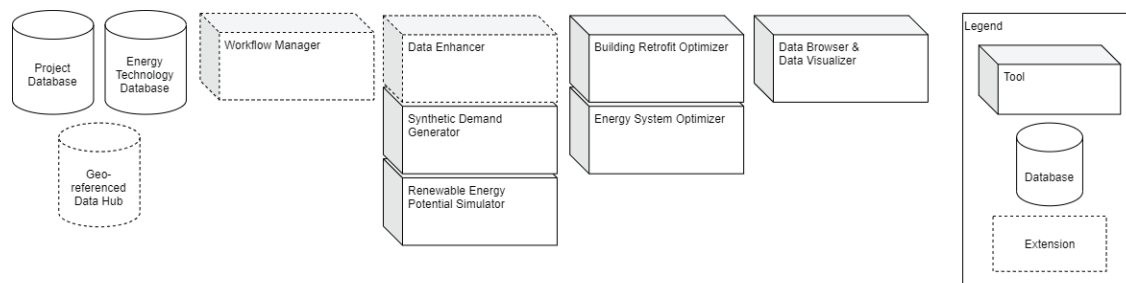 Project
Database
Energy
Technology
Database
Geo-
referenced
Data Hub
Workflow Manager
Data Enhancer
Synthetic Demand
Generator
Renewable Energy
Potential Simulator
Building Retrofit Optimizer
Energy System Optimizer
Data Browser &
Data Visualizer
Legend
Tool
Database
Extension